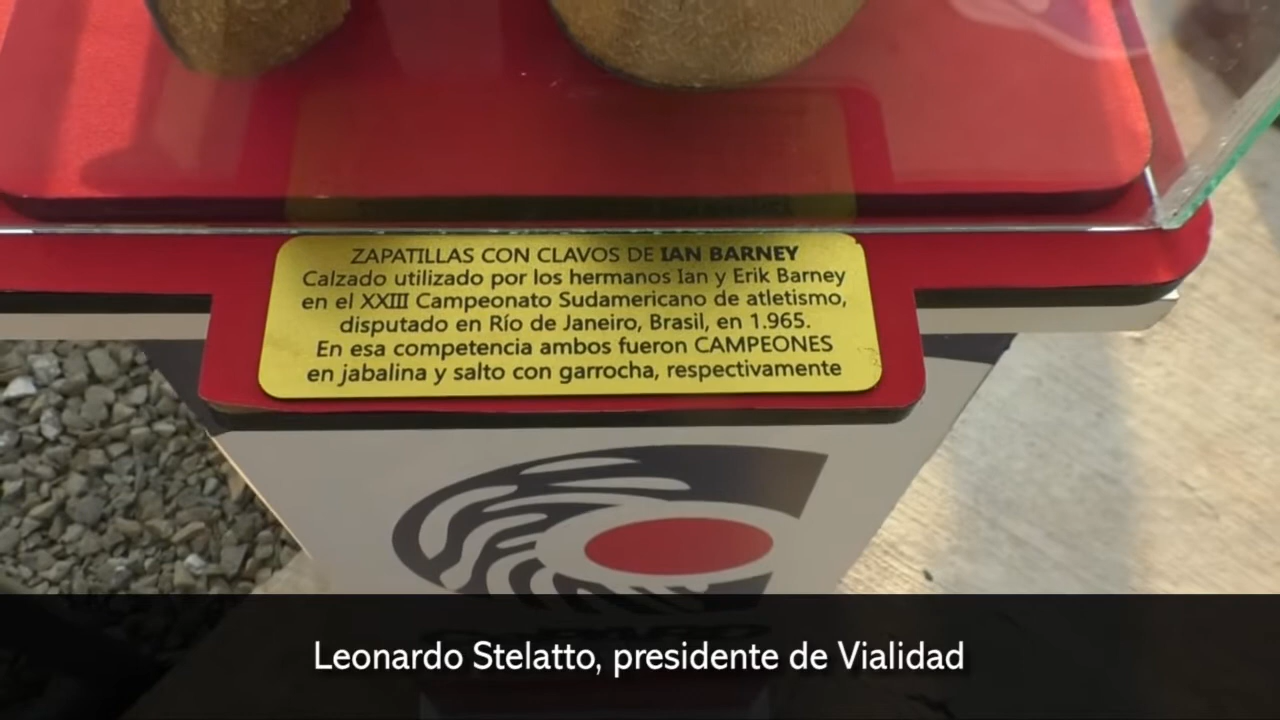 ZAPATILLAS CON CLAVOS DE IAN BARNEY
Calzado utilizado por los hermanos Ian y Erik Barney
en el XXIII Campeonato Sudamericano de atletismo,
disputado en Río de Janeiro, Brasil, en 1.965.
En esa competencia ambos fueron CAMPEONES
en jabalina y salto con garrocha, respectivamente
Leonardo Stelatto, presidente de Vialidad